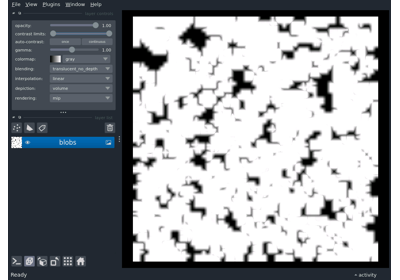 File View Plugins Window Help
opacity: 1.00
contrast limits:
auto-contrast: once continuous
gamma: 1.00
colormap: gray
blending: translucent_no_depth
interpolation: linear
depiction: volume
rendering: mip
blobs
Ready
activity